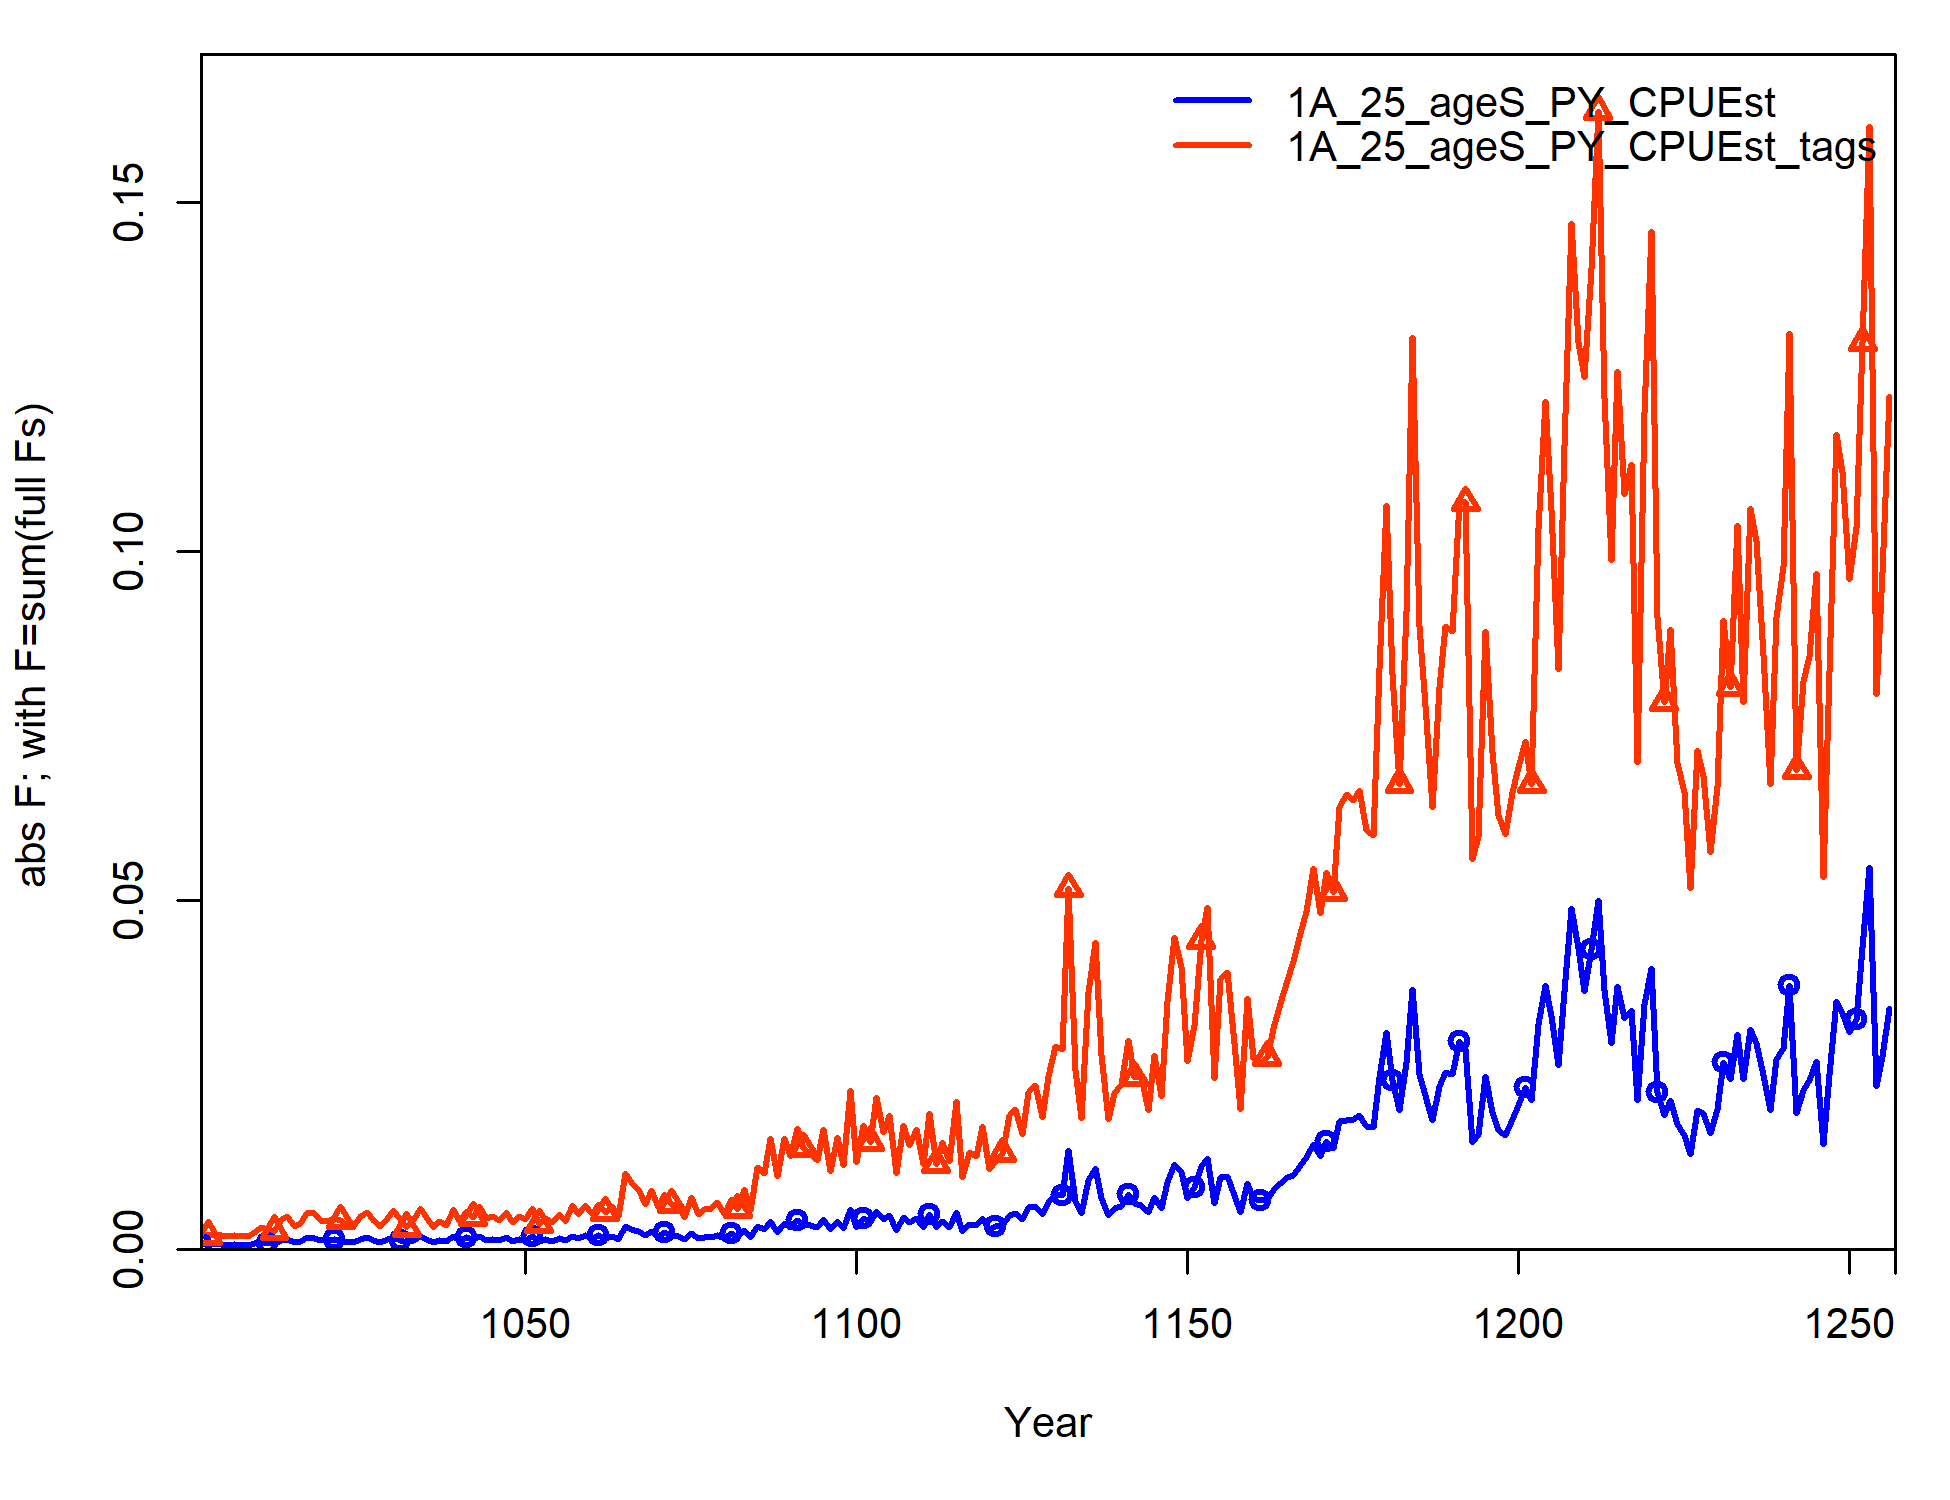 1A_25_ageS_PY_CPUEst
1A_25_ageS_PY_CPUEst_tags
abs F; with F=sum(full Fs)
0.15
0.10
0.05
0.00
1050
1100
1150
1200
1250
Year